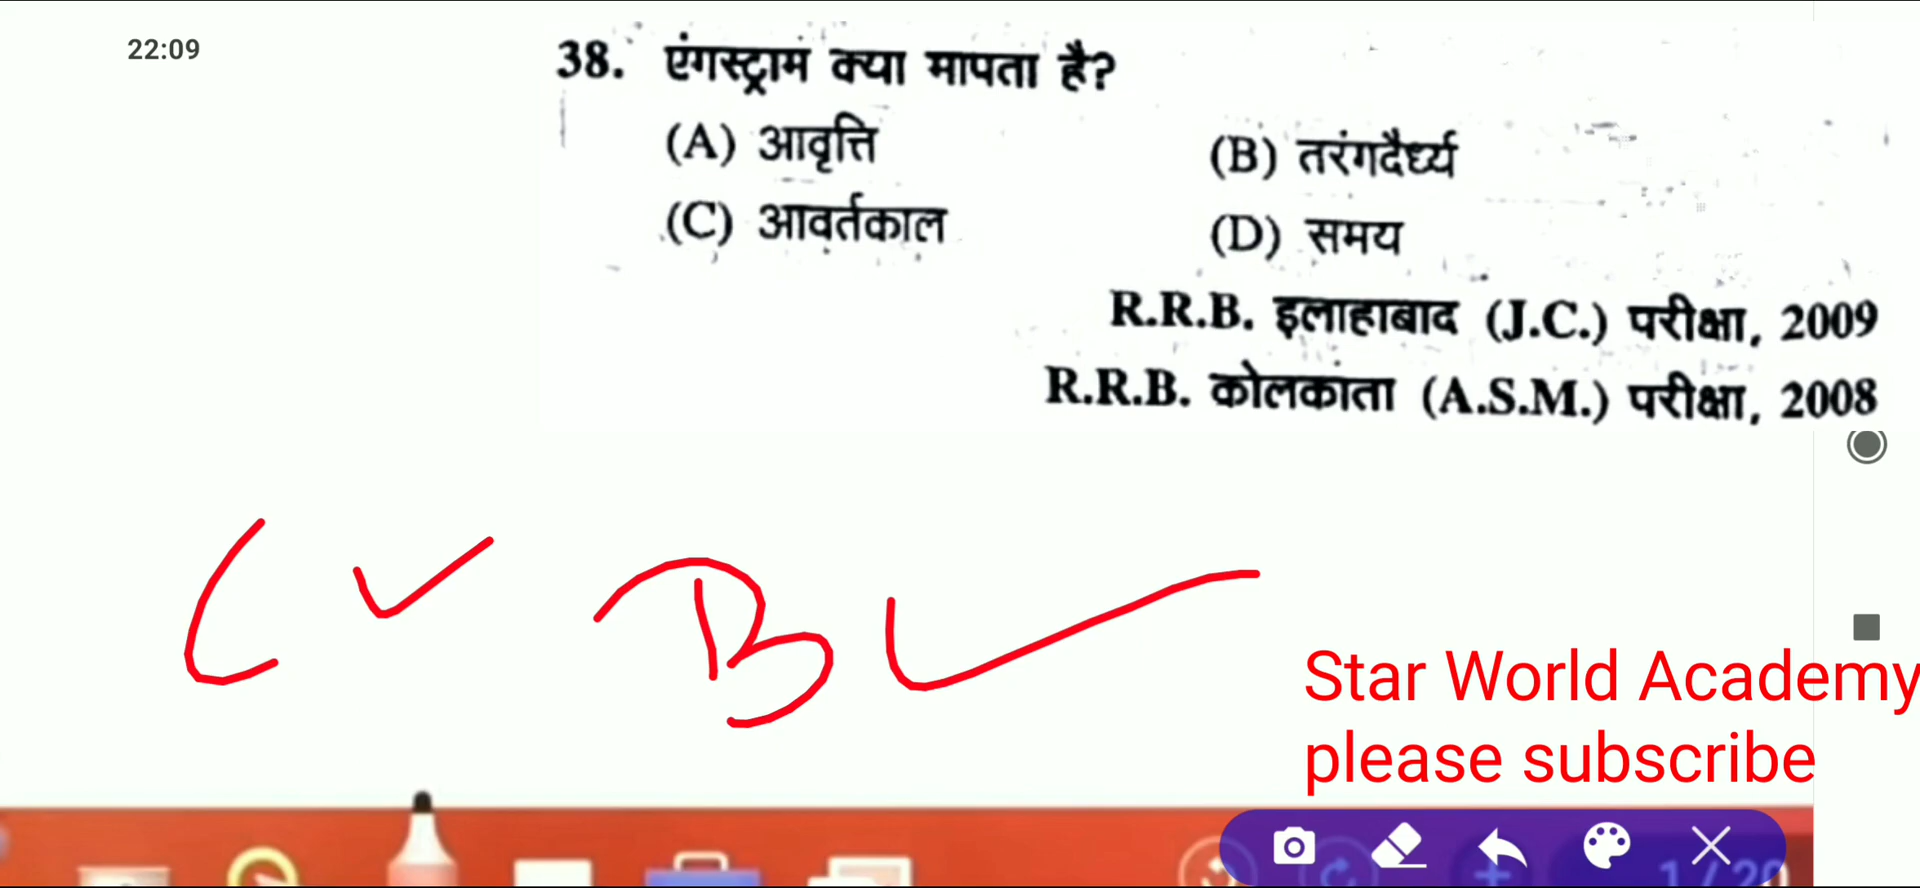 22:09
38. एंगस्ट्राम क्या मापता है?
(A) आवृत्ति (B) तरंगदैर्ध्य
(C) आवर्तकाल (D) समय
R.R.B. इलाहाबाद (J.C.) परीक्षा, 2009
R.R.B. कोलकाता (A.S.M.) परीक्षा, 2008
C B
Star World Academy
please subscribe